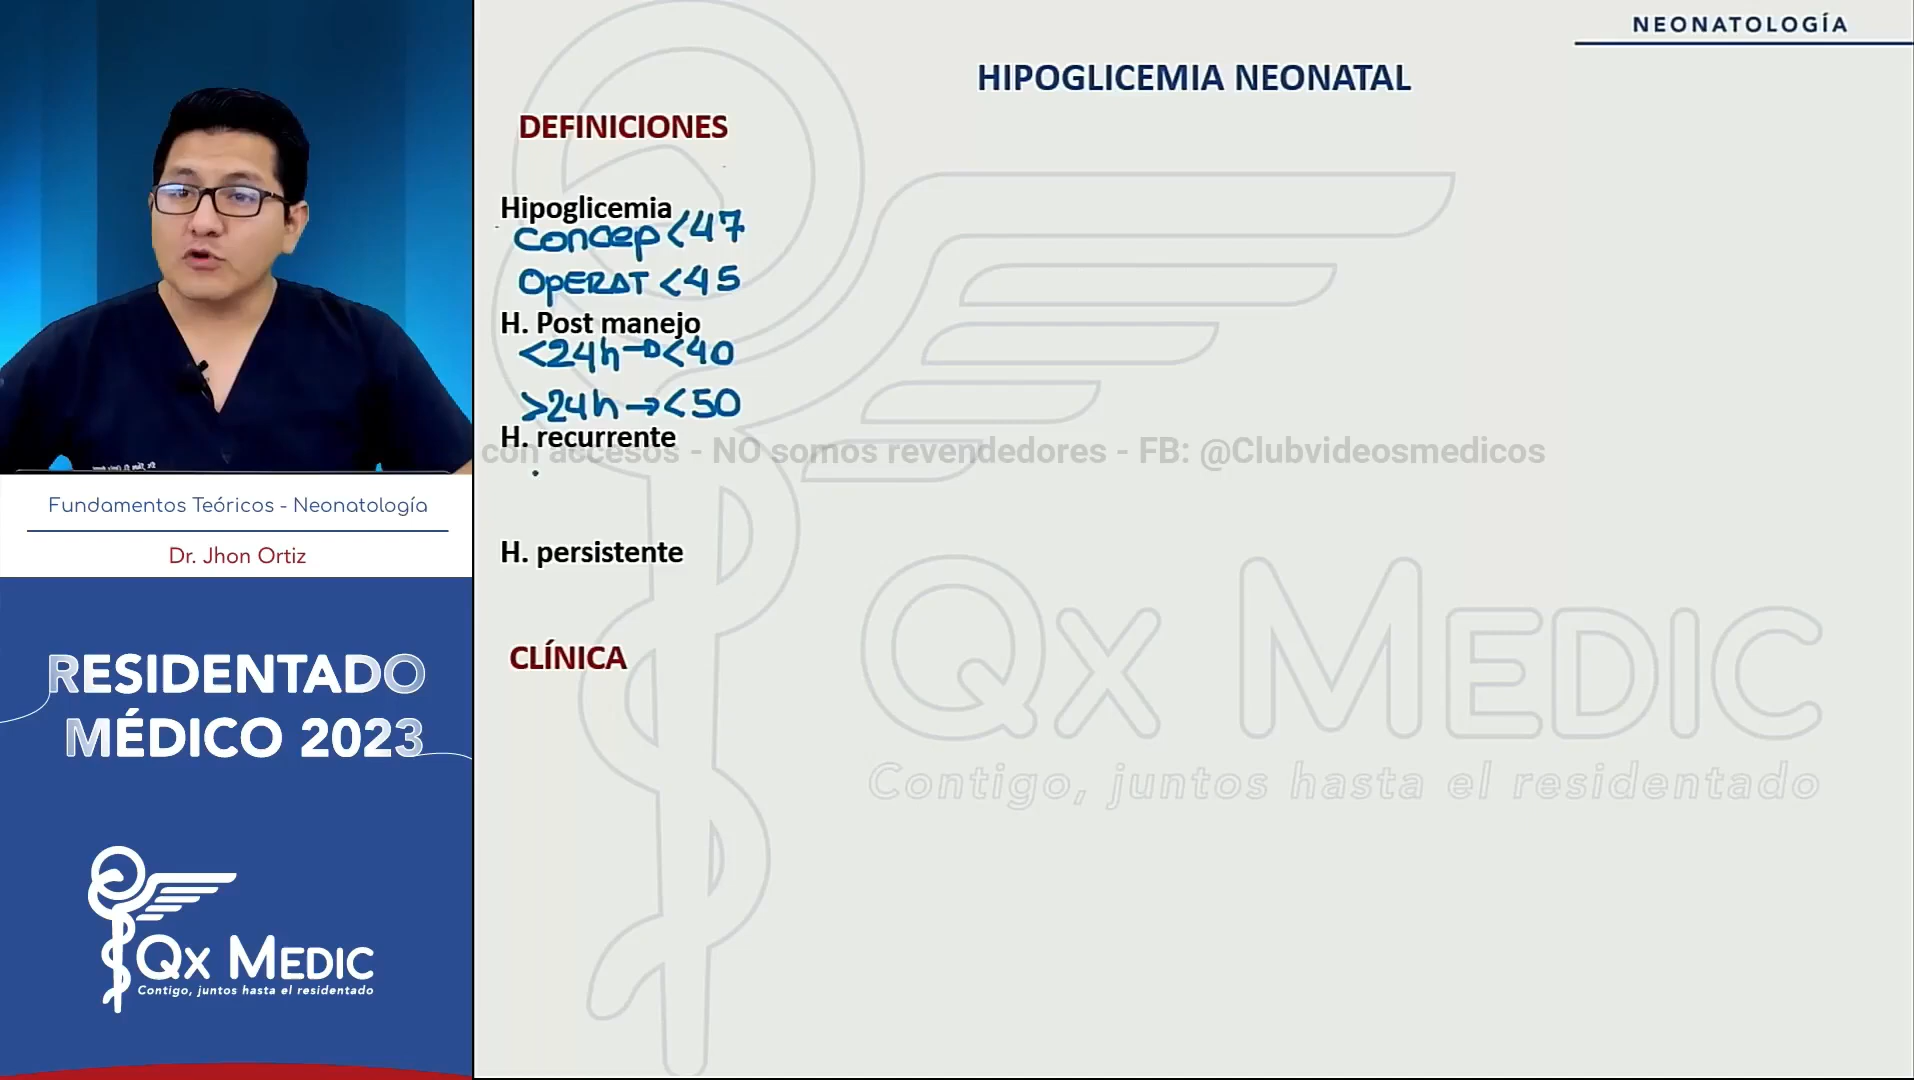 NEONATOLOGÍA
HIPOGLICEMIA NEONATAL
DEFINICIONES
Hipoglicemia
Concep <47
OPERAT <45
H. Post manejo
<24h→<40
>24h→<50
H. recurrente
con accesos - NO somos revendedores - FB: @Clubvideosmedicos
H. persistente
CLÍNICA
QX MEDIC
Contigo, juntos hasta el residentado
Fundamentos Teóricos - Neonatología
Dr. Jhon Ortiz
RESIDENTADO
MÉDICO 2023
QX MEDIC
Contigo, juntos hasta el residentado